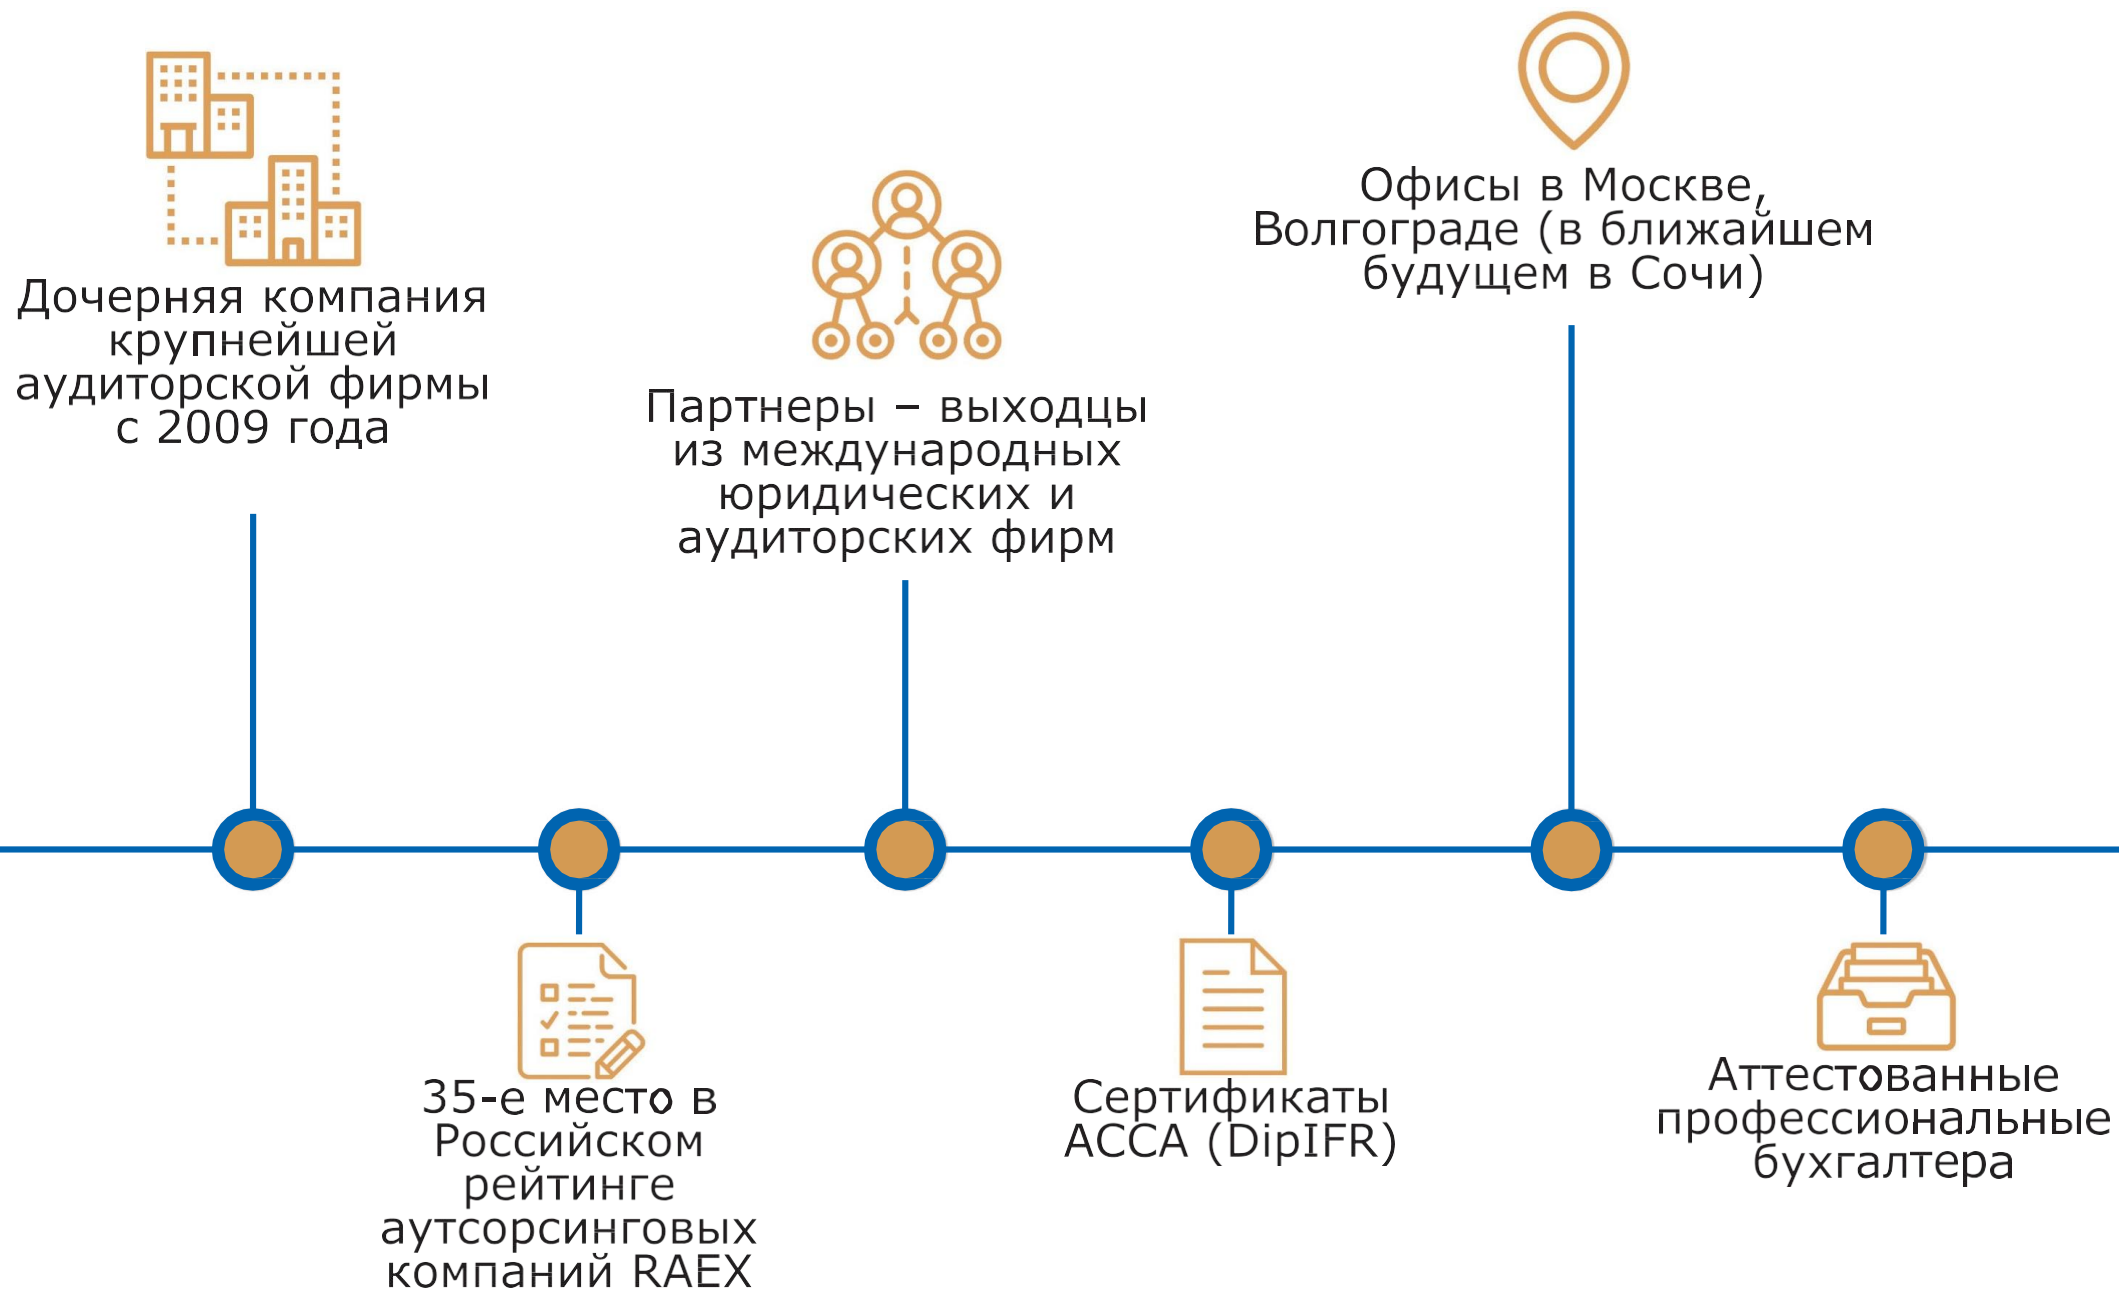 Дочерняя компания
крупнейшей
аудиторской фирмы
с 2009 года
35-е место в
Российском
рейтинге
аутсорсинговых
компаний RAEX
Партнеры – выходцы
из международных
юридических и
аудиторских фирм
Сертификаты
АССА (DipIFR)
Офисы в Москве,
Волгограде (в ближайшем
будущем в Сочи)
Аттестованные
профессиональные
бухгалтера